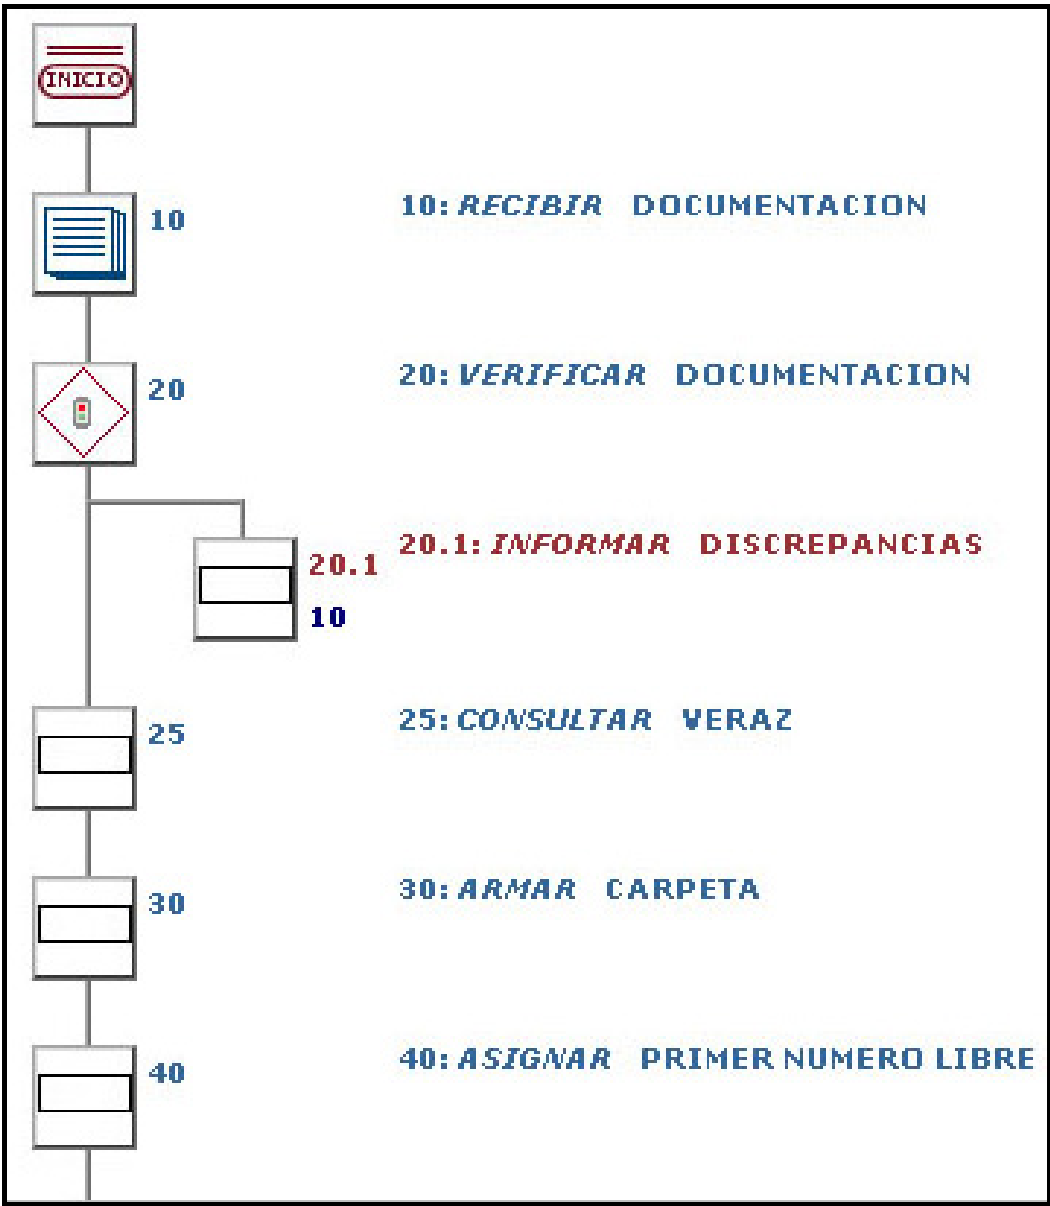 INICIO
10 10: RECIBIR DOCUMENTACION
20 20: VERIFICAR DOCUMENTACION
20.1 20.1: INFORMAR DISCREPANCIAS
10
25 25: CONSULTAR VERAZ
30 30: ARMAR CARPETA
40 40: ASIGNAR PRIMER NUMERO LIBRE